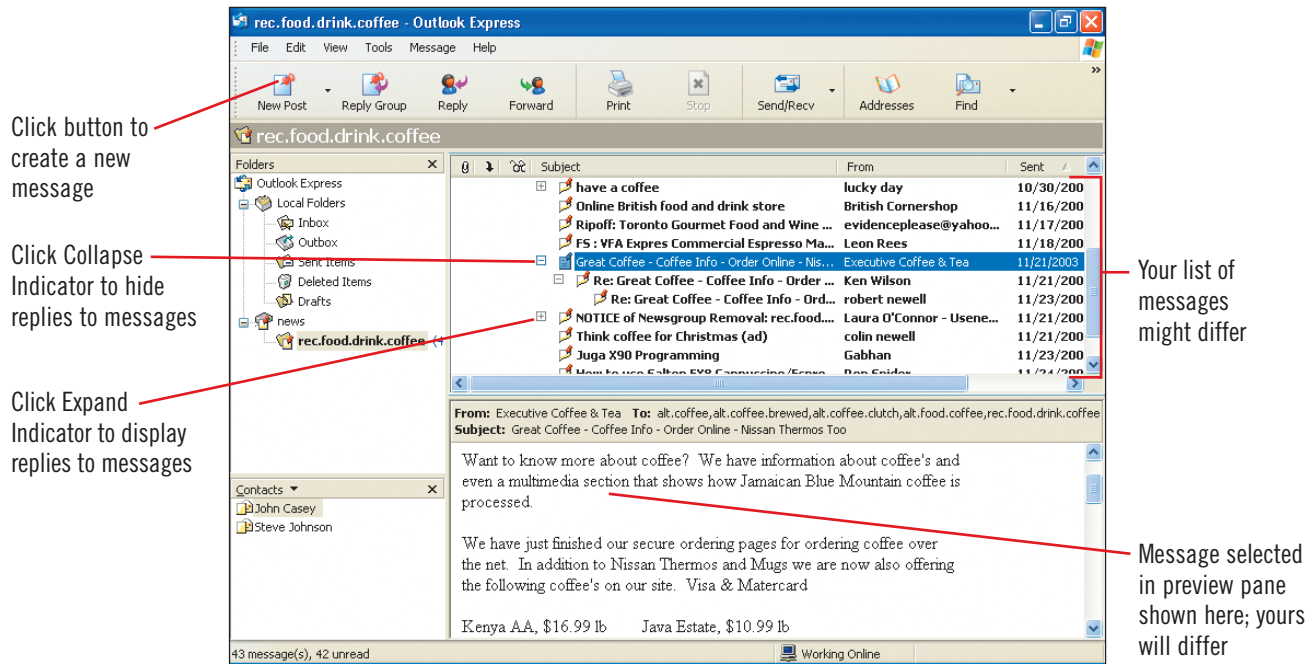 rec.food.drink.coffee - Outlook Express
File Edit View Tools Message Help
New Post Reply Group Reply Forward Print Stop Send/Recv Addresses Find »
rec.food.drink.coffee
Folders
Outlook Express
Local Folders
Inbox
Outbox
Sent Items
Deleted Items
Drafts
news
rec.food.drink.coffee (4
Contacts
John Casey
Steve Johnson
Subject From Sent
have a coffee lucky day 10/30/200
Online British food and drink store British Cornershop 11/16/200
Ripoff: Toronto Gourmet Food and Wine ... evidenceplease@yahoo... 11/17/200
FS : VFA Expres Commercial Espresso Ma... Leon Rees 11/18/200
Great Coffee - Coffee Info - Order Online - Nis... Executive Coffee & Tea 11/21/2003
Re: Great Coffee - Coffee Info - Order ... Ken Wilson 11/21/200
Re: Great Coffee - Coffee Info - Ord... robert newell 11/23/200
NOTICE of Newsgroup Removal: rec.food.... Laura O'Connor - Usene... 11/21/200
Think coffee for Christmas (ad) colin newell 11/21/200
Juga X90 Programming Gabhan 11/23/200
How to use Salton EX8 Cappuccino/Espre Ron Snider 11/24/200
From: Executive Coffee & Tea To: alt.coffee,alt.coffee.brewed,alt.coffee.clutch,alt.food.coffee,rec.food.drink.coffee
Subject: Great Coffee - Coffee Info - Order Online - Nissan Thermos Too
Want to know more about coffee? We have information about coffee's and
even a multimedia section that shows how Jamaican Blue Mountain coffee is
processed.
We have just finished our secure ordering pages for ordering coffee over
the net. In addition to Nissan Thermos and Mugs we are now also offering
the following coffee's on our site. Visa & Matercard
Kenya AA, $16.99 lb Java Estate, $10.99 lb
43 message(s), 42 unread
Working Online
Click button to
create a new
message
Click Collapse
Indicator to hide
replies to messages
Click Expand
Indicator to display
replies to messages
Your list of
messages
might differ
Message selected
in preview pane
shown here; yours
will differ